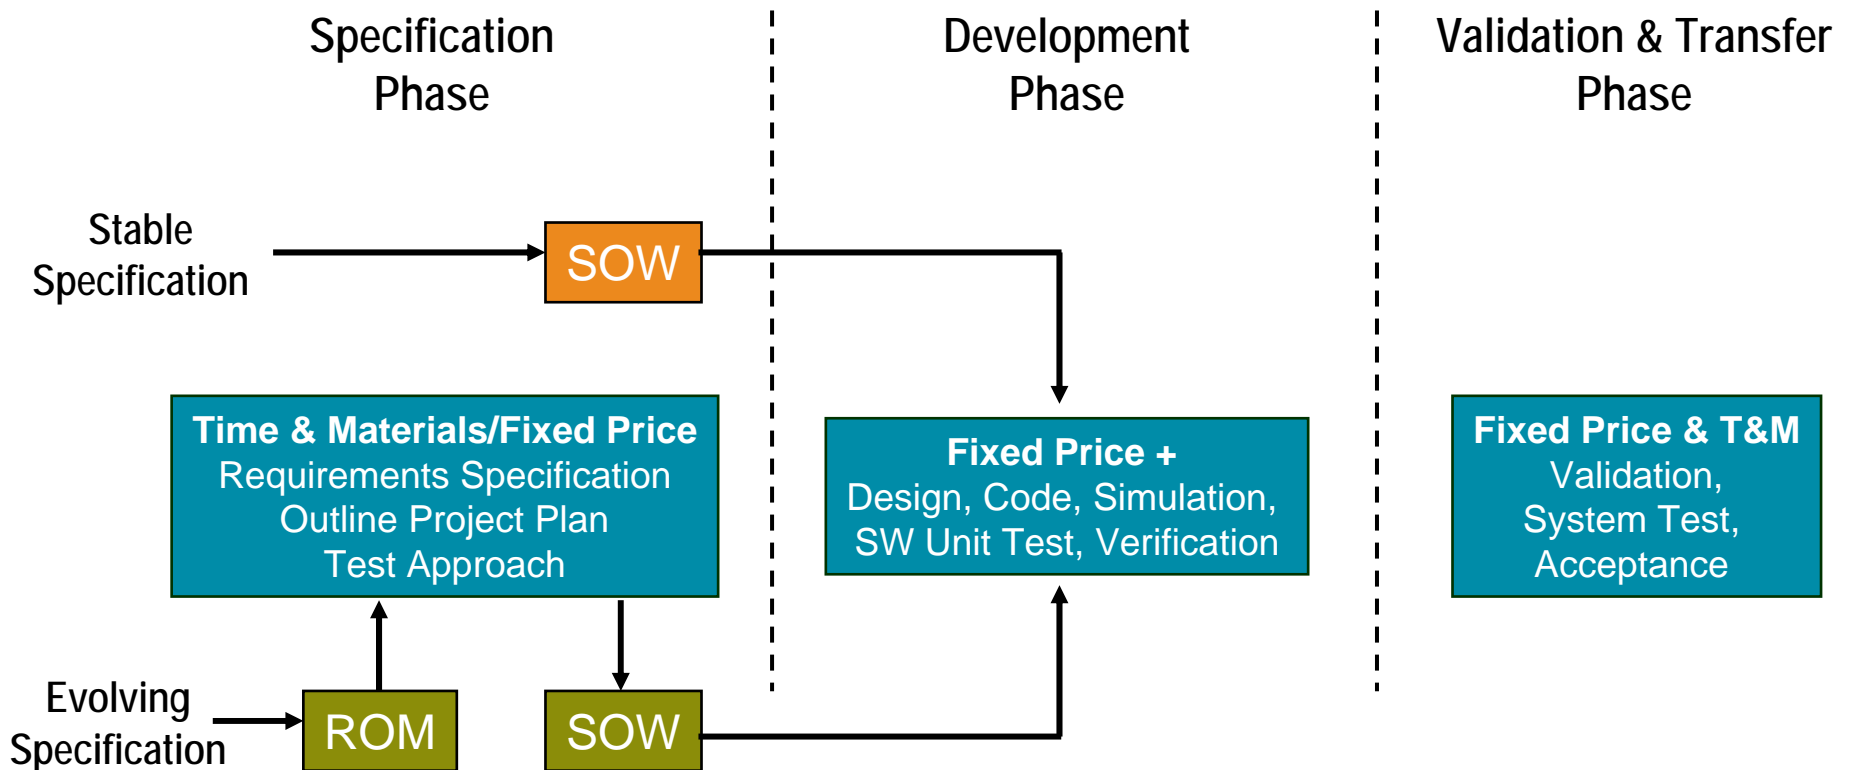 Specification
Phase
Development
Phase
Validation & Transfer
Phase
Stable
Specification
SOW
Time & Materials/Fixed Price
Requirements Specification
Outline Project Plan
Test Approach
Fixed Price +
Design, Code, Simulation,
SW Unit Test, Verification
Fixed Price & T&M
Validation,
System Test,
Acceptance
Evolving
Specification
ROM
SOW